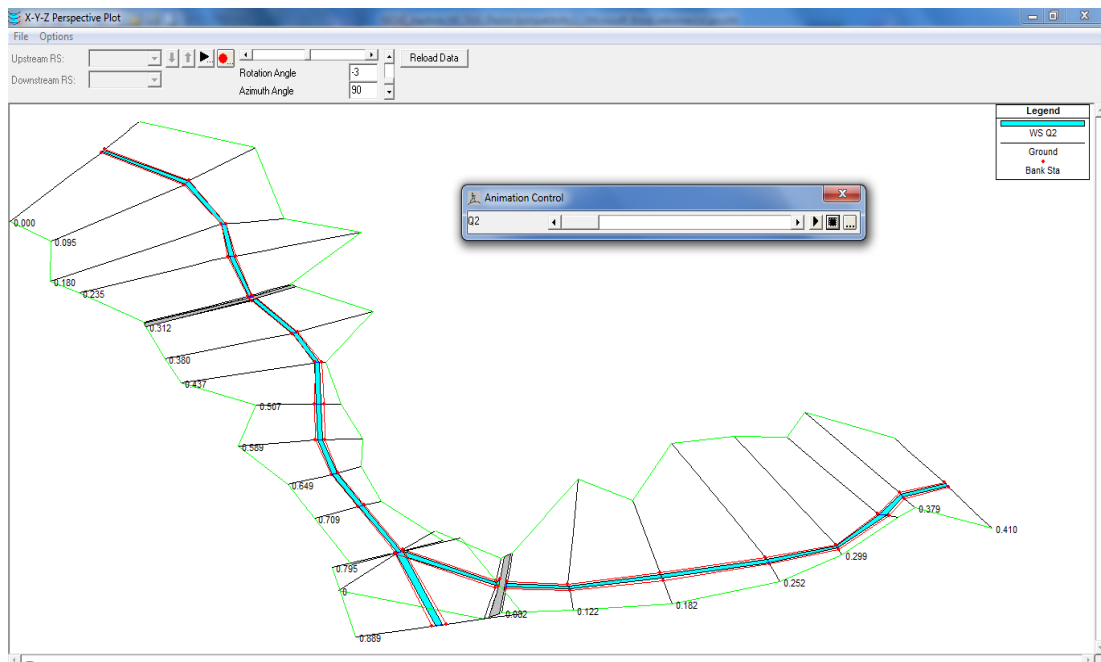 X-Y-Z Perspective Plot
File Options
Upstream RS:
Downstream RS:
Rotation Angle -3
Azimuth Angle 90
Reload Data
Legend
WS Q2
Ground
Bank Sta
Animation Control
Q2
...
0.000
0.095
0.180
0.235
0.312
0.380
0.437
0.507
0.589
0.649
0.709
0.795
0
0.889
0.082
0.122
0.182
0.252
0.299
0.379
0.410